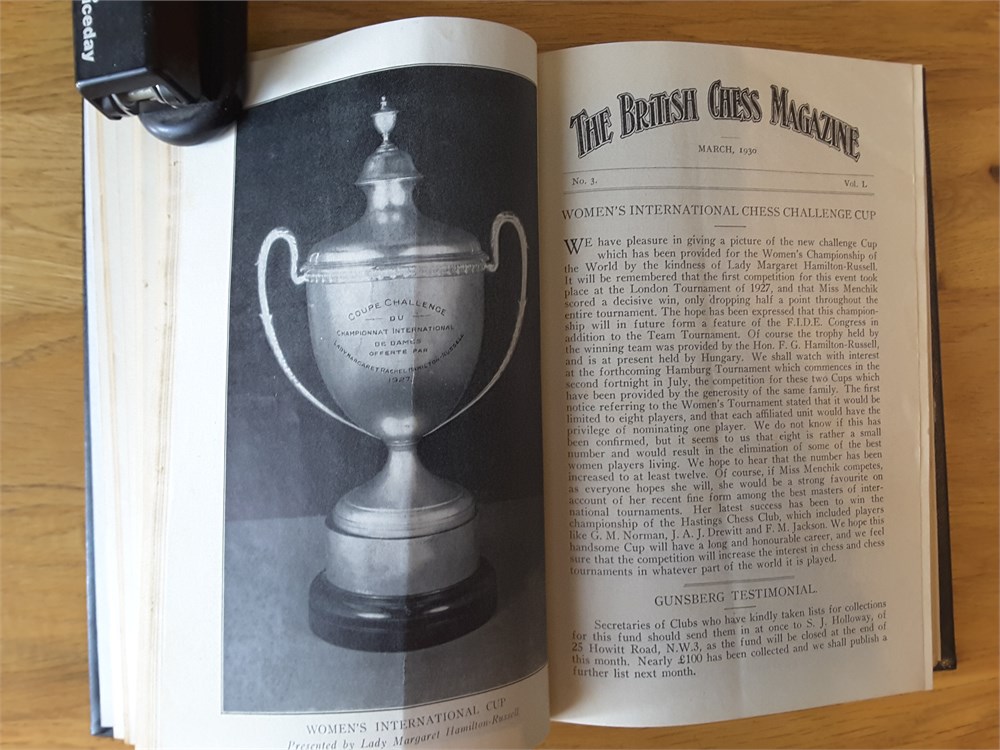 iceday
COUPE CHALLENGE
DU
CHAMPIONNAT INTERNATIONAL
DE DAMES
OFFERTE PAR
LADY MARGARET RACHEL HAMILTON-RUSSELL
1927
WOMEN'S INTERNATIONAL CUP
Presented by Lady Margaret Hamilton-Russell
THE BRITISH CHESS MAGAZINE
MARCH, 1930
No. 3. Vol. L.
WOMEN'S INTERNATIONAL CHESS CHALLENGE CUP
WE have pleasure in giving a picture of the new challenge Cup
which has been provided for the Women's Championship of
the World by the kindness of Lady Margaret Hamilton-Russell.
It will be remembered that the first competition for this event took
place at the London Tournament of 1927, and that Miss Menchik
scored a decisive win, only dropping half a point throughout the
entire tournament. The hope has been expressed that this champion-
ship will in future form a feature of the F.I.D.E. Congress in
addition to the Team Tournament. Of course the trophy held by
the winning team was provided by the Hon. F. G. Hamilton-Russell,
and is at present held by Hungary. We shall watch with interest
at the forthcoming Hamburg Tournament which commences in the
second fortnight in July, the competition for these two Cups which
have been provided by the generosity of the same family. The first
notice referring to the Women's Tournament stated that it would be
limited to eight players, and that each affiliated unit would have the
privilege of nominating one player. We do not know if this has
been confirmed, but it seems to us that eight is rather a small
number and would result in the elimination of some of the best
women players living. We hope to hear that the number has been
increased to at least twelve. Of course, if Miss Menchik competes,
as everyone hopes she will, she would be a strong favourite on
account of her recent fine form among the best masters of inter-
national tournaments. Her latest success has been to win the
championship of the Hastings Chess Club, which included players
like G. M. Norman, J. A. J. Drewitt and F. M. Jackson. We hope this
handsome Cup will have a long and honourable career, and we feel
sure that the competition will increase the interest in chess and chess
tournaments in whatever part of the world it is played.
GUNSBERG TESTIMONIAL.
Secretaries of Clubs who have kindly taken lists for collections
for this fund should send them in at once to S. J. Holloway, of
25 Howitt Road, N.W.3, as the fund will be closed at the end of
this month. Nearly £100 has been collected and we shall publish a
further list next month.